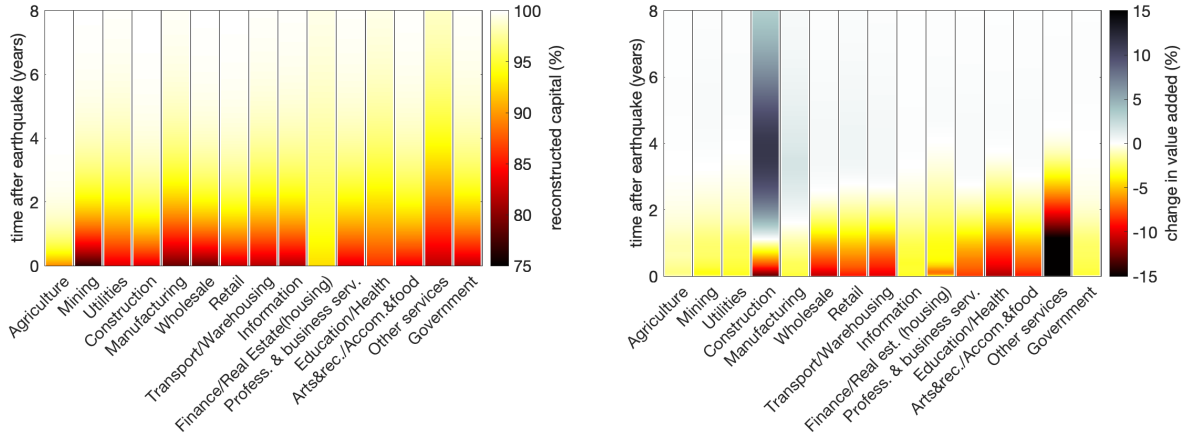 8
6
4
2
0
time after earthquake (years)
Agriculture
Mining
Utilities
Construction
Manufacturing
Wholesale
Retail
Transport/Warehousing
Information
Finance/Real Estate(housing)
Profess. & business serv.
Education/Health
Arts&rec./Accom.&food
Other services
Government
100
95
90
85
80
75
reconstructed capital (%)
8
6
4
2
0
time after earthquake (years)
Agriculture
Mining
Utilities
Construction
Manufacturing
Wholesale
Retail
Transport/Warehousing
Information
Finance/Real est. (housing)
Profess. & business serv.
Education/Health
Arts&rec./Accom.&food
Other services
Government
15
10
5
0
-5
-10
-15
change in value added (%)